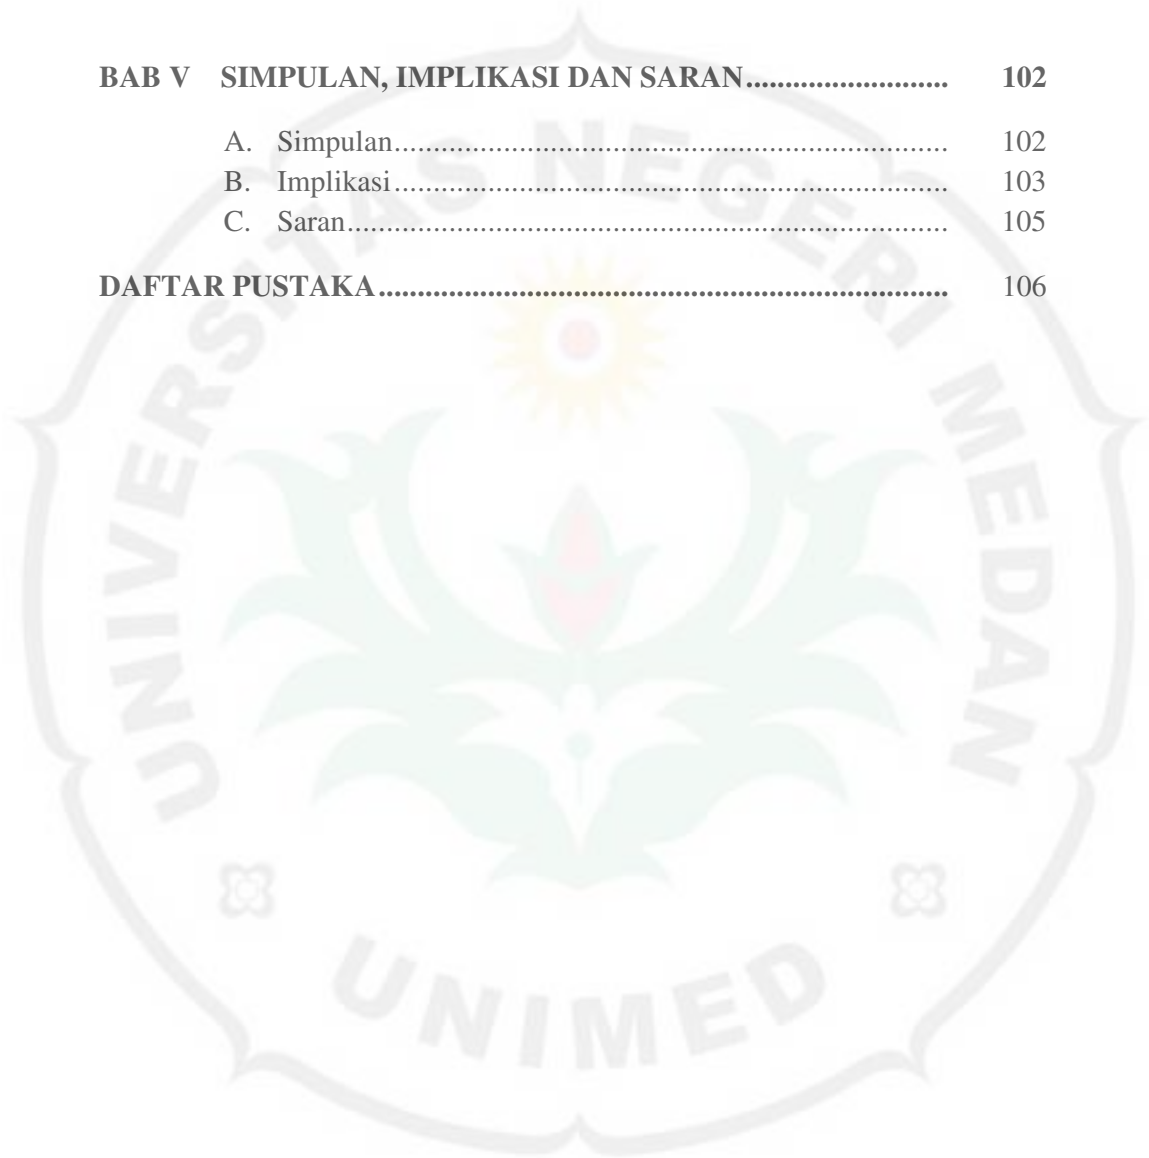 BAB V SIMPULAN, IMPLIKASI DAN SARAN.......................... 102
A. Simpulan........................................................................ 102
B. Implikasi........................................................................ 103
C. Saran.............................................................................. 105
DAFTAR PUSTAKA......................................................................... 106
UNIVERSITAS NEGERI MEDAN
UNIMED